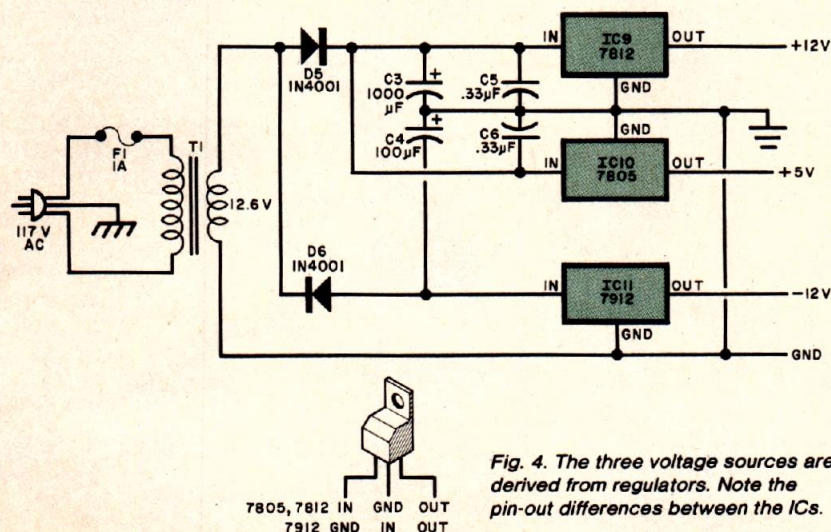 IN
IC9
7812
OUT
+12V
GND
D5
1N4001
C3
1000
μF
+
C5
.33μF
C4
100μF
+
C6
.33μF
GND
IN
IC10
7805
OUT
+5V
F1
1A
T1
12.6V
117 V
AC
D6
1N4001
IN
IC11
7912
OUT
-12V
GND
GND
7805, 7812 IN GND OUT
7912 GND IN OUT
Fig. 4. The three voltage sources are
derived from regulators. Note the
pin-out differences between the ICs.